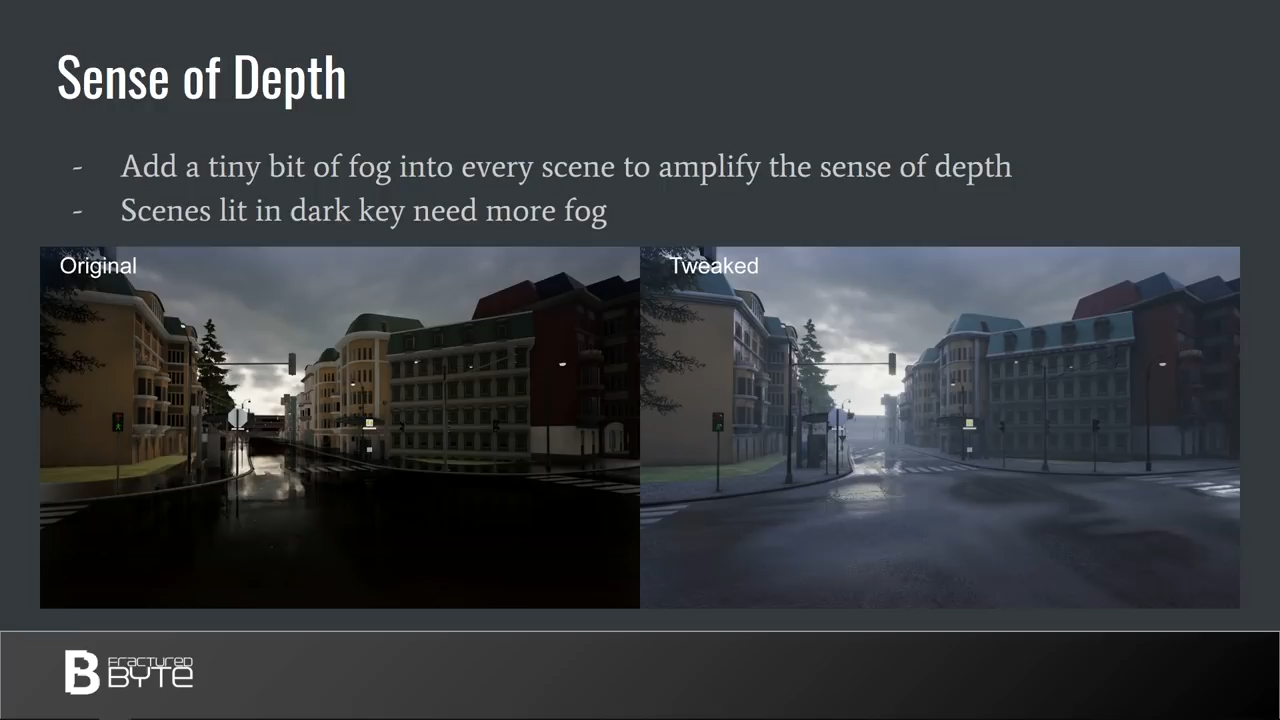 Sense of Depth
- Add a tiny bit of fog into every scene to amplify the sense of depth
- Scenes lit in dark key need more fog
Original
Tweaked
B Fractured
BYTE